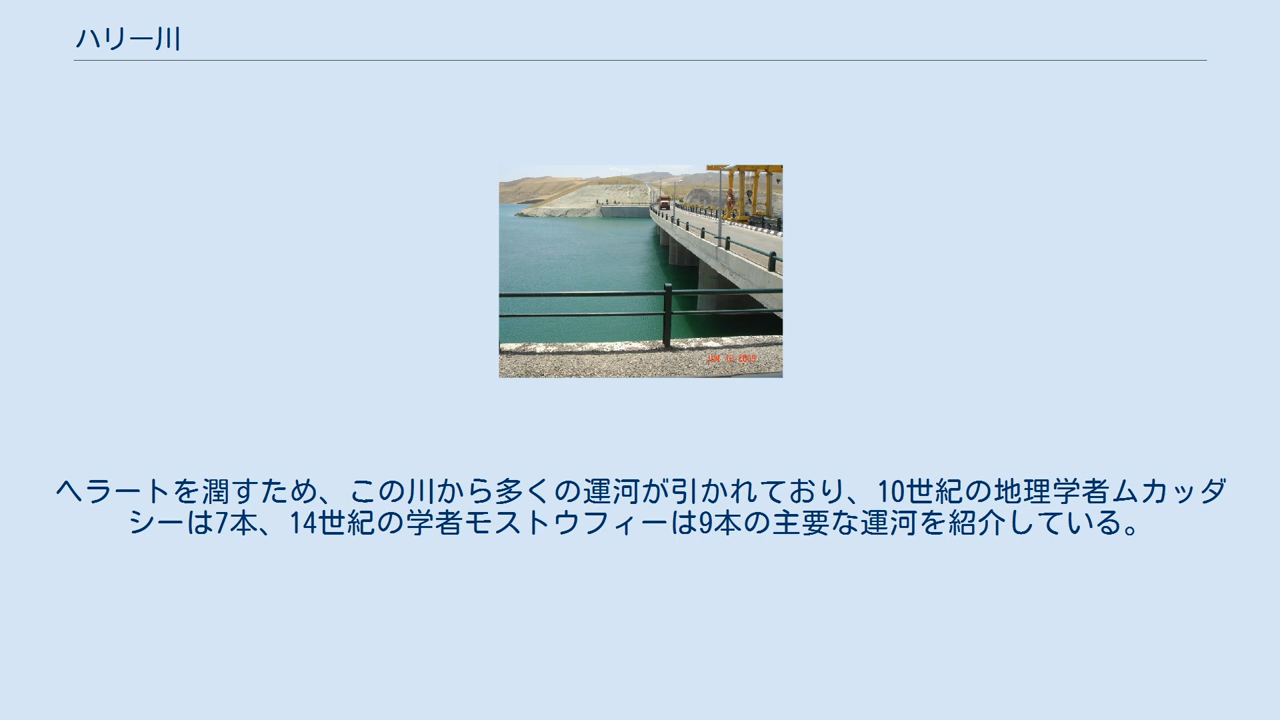 ハリー川
ヘラートを潤すため、この川から多くの運河が引かれており、10世紀の地理学者ムカッダ
シーは7本、14世紀の学者モストウフィーは9本の主要な運河を紹介している。